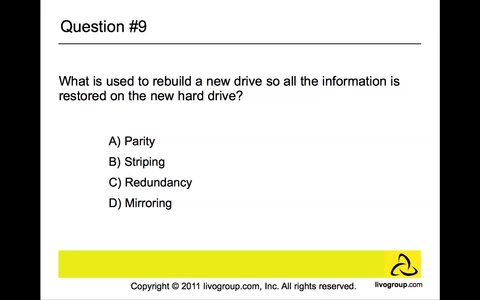 Question #9
What is used to rebuild a new drive so all the information is
restored on the new hard drive?
A) Parity
B) Striping
C) Redundancy
D) Mirroring
livogroup.com
Copyright © 2011 livogroup.com, Inc. All rights reserved.